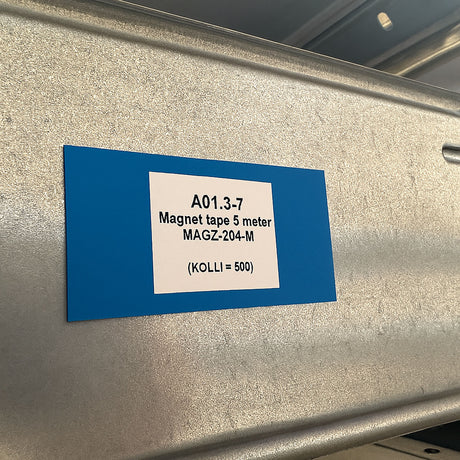 A01.3-7
Magnet tape 5 meter
MAGZ-204-M
(KOLLI = 500)